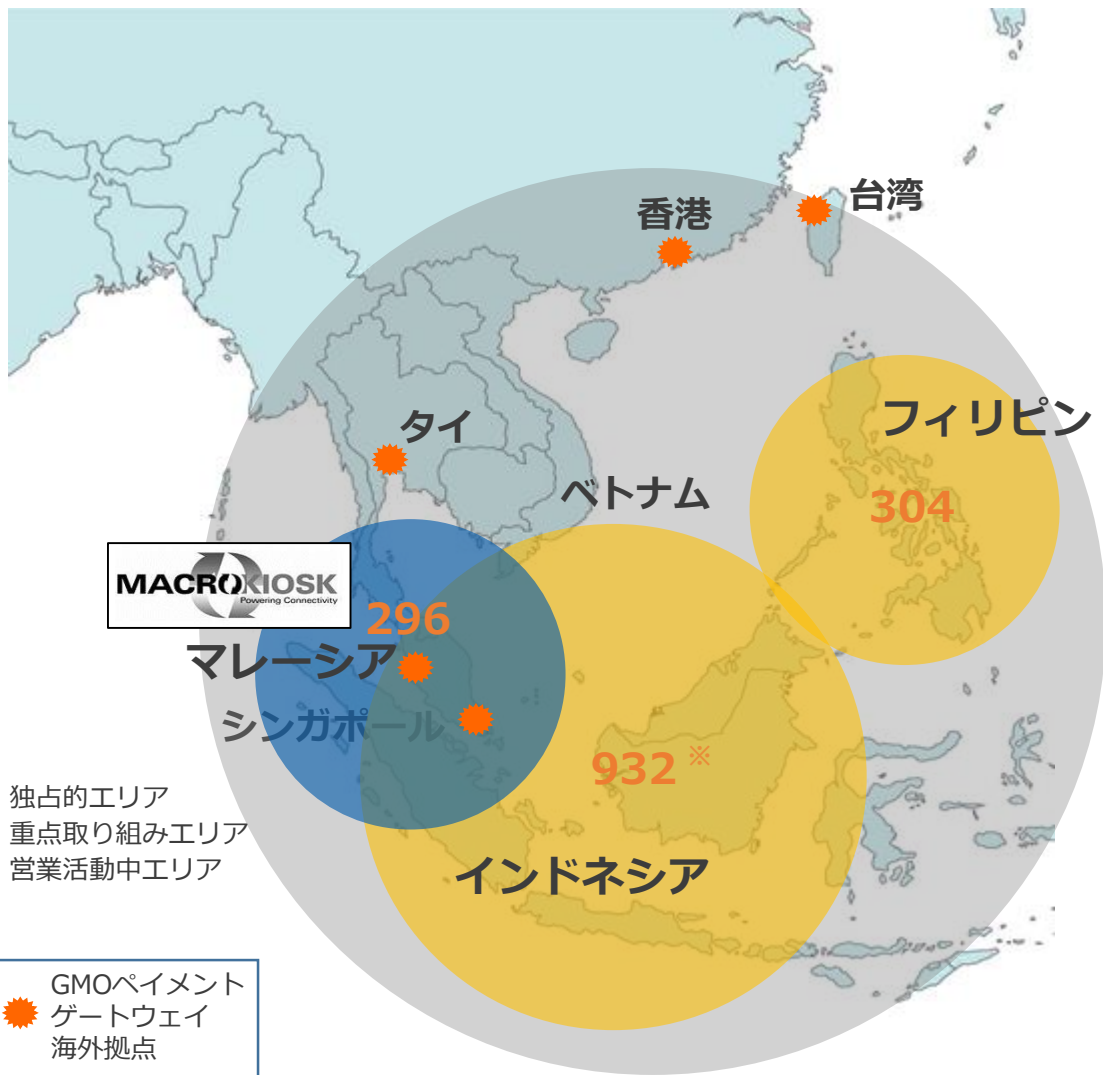 台湾
香港
フィリピン
タイ
304
ベトナム
MACROKIOSK
Powering Connectivity
296
マレーシア
シンガポール
932※
独占的エリア
重点取り組みエリア
営業活動中エリア
インドネシア
GMOペイメント
ゲートウェイ
海外拠点